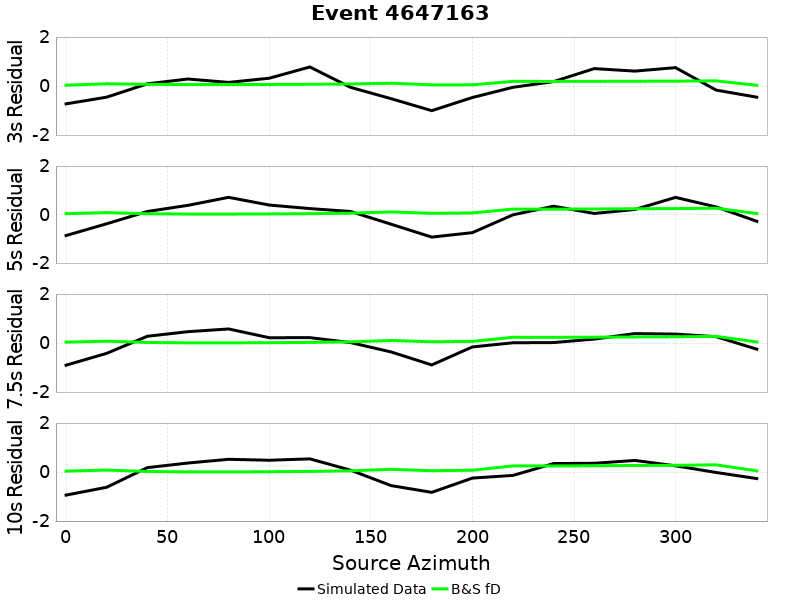 Event 4647163
3s Residual
2
0
-2
5s Residual
2
0
-2
7.5s Residual
2
0
-2
10s Residual
2
0
-2
0 50 100 150 200 250 300
Source Azimuth
Simulated Data B&S fD